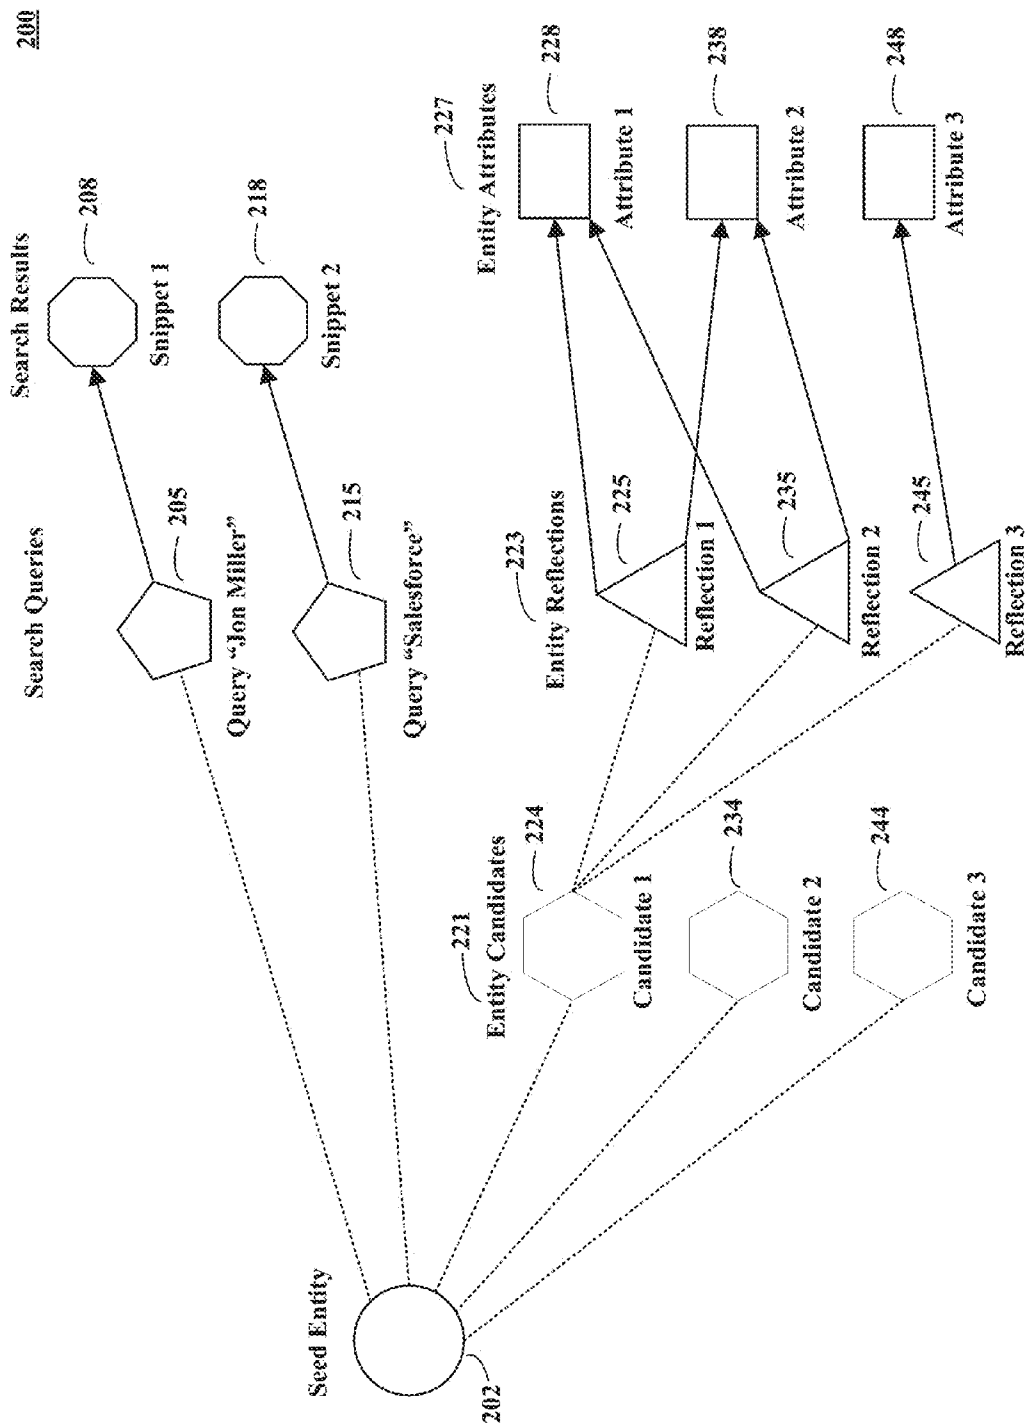 200
Seed Entity
202
Search Queries
205
Query “Jon Miller”
215
Query “Salesforce”
Search Results
208
Snippet 1
218
Snippet 2
221
Entity Candidates
224
Candidate 1
234
Candidate 2
244
Candidate 3
223
Entity Reflections
225
Reflection 1
235
Reflection 2
245
Reflection 3
227
Entity Attributes
228
Attribute 1
238
Attribute 2
248
Attribute 3